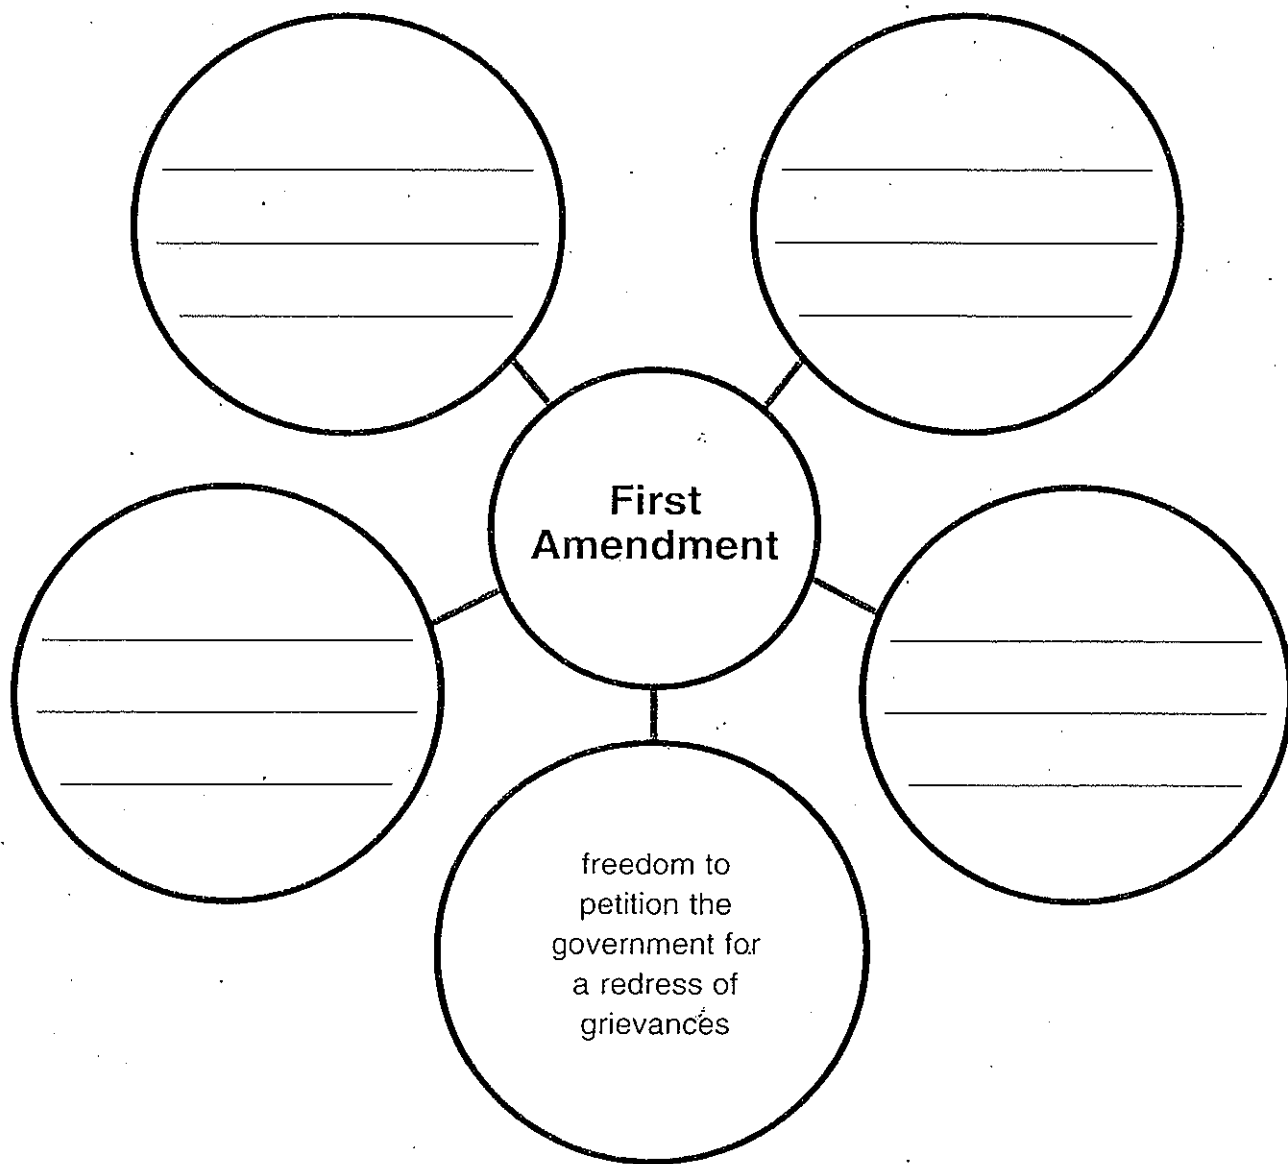 First
Amendment
freedom to
petition the
government for
a redress of
grievances